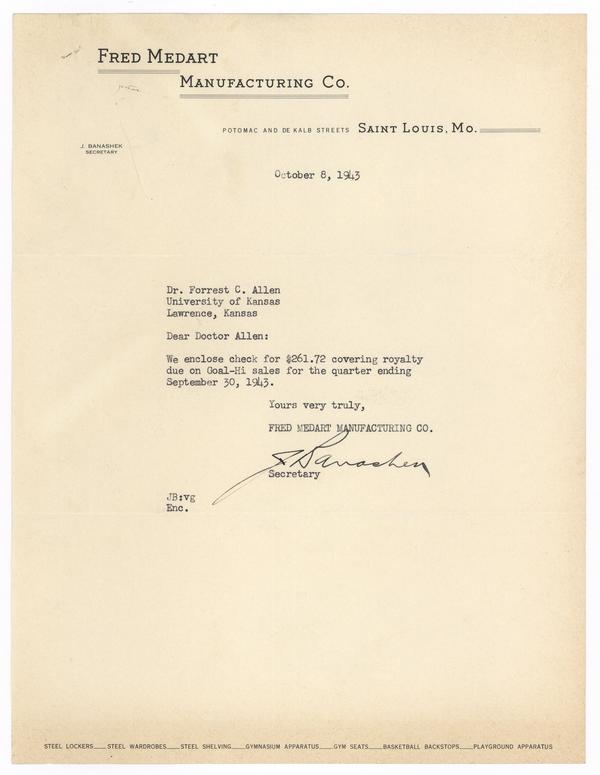 FRED MEDART
MANUFACTURING CO.
POTOMAC AND DE KALB STREETS SAINT LOUIS, MO.
J. BANASHEK
SECRETARY
October 8, 1943
Dr. Forrest C. Allen
University of Kansas
Lawrence, Kansas
Dear Doctor Allen:
We enclose check for $261.72 covering royalty
due on Goal-Hi sales for the quarter ending
September 30, 1943.
Yours very truly,
FRED MEDART MANUFACTURING CO.
J Banashek
Secretary
JB:vg
Enc.
STEEL LOCKERS STEEL WARDROBES STEEL SHELVING GYMNASIUM APPARATUS GYM SEATS BASKETBALL BACKSTOPS PLAYGROUND APPARATUS